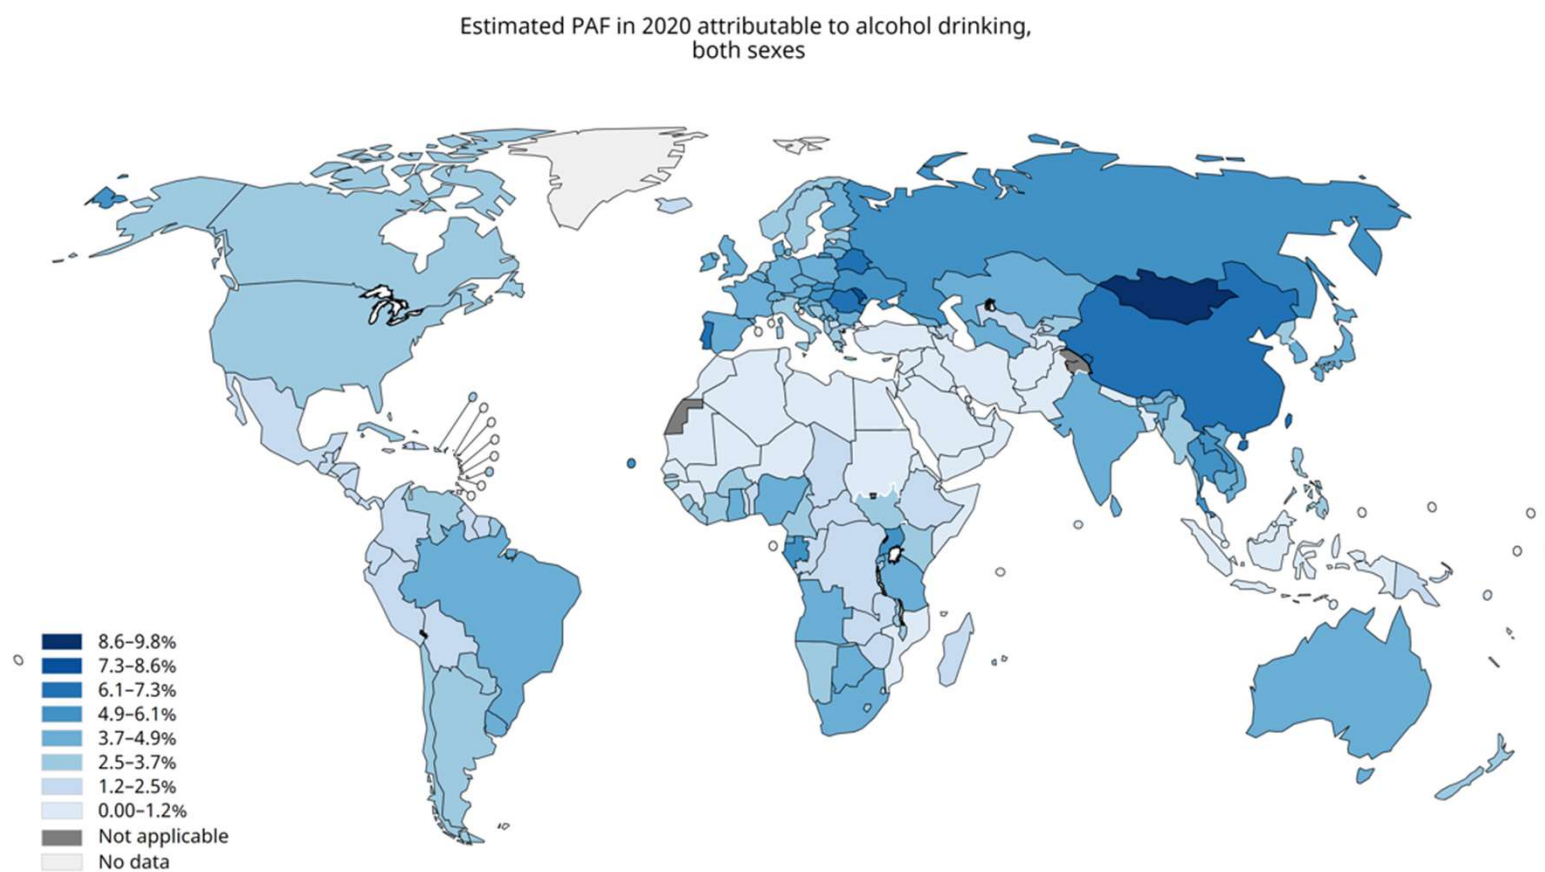 Estimated PAF in 2020 attributable to alcohol drinking,
both sexes
8.6–9.8%
7.3–8.6%
6.1–7.3%
4.9–6.1%
3.7–4.9%
2.5–3.7%
1.2–2.5%
0.00–1.2%
Not applicable
No data